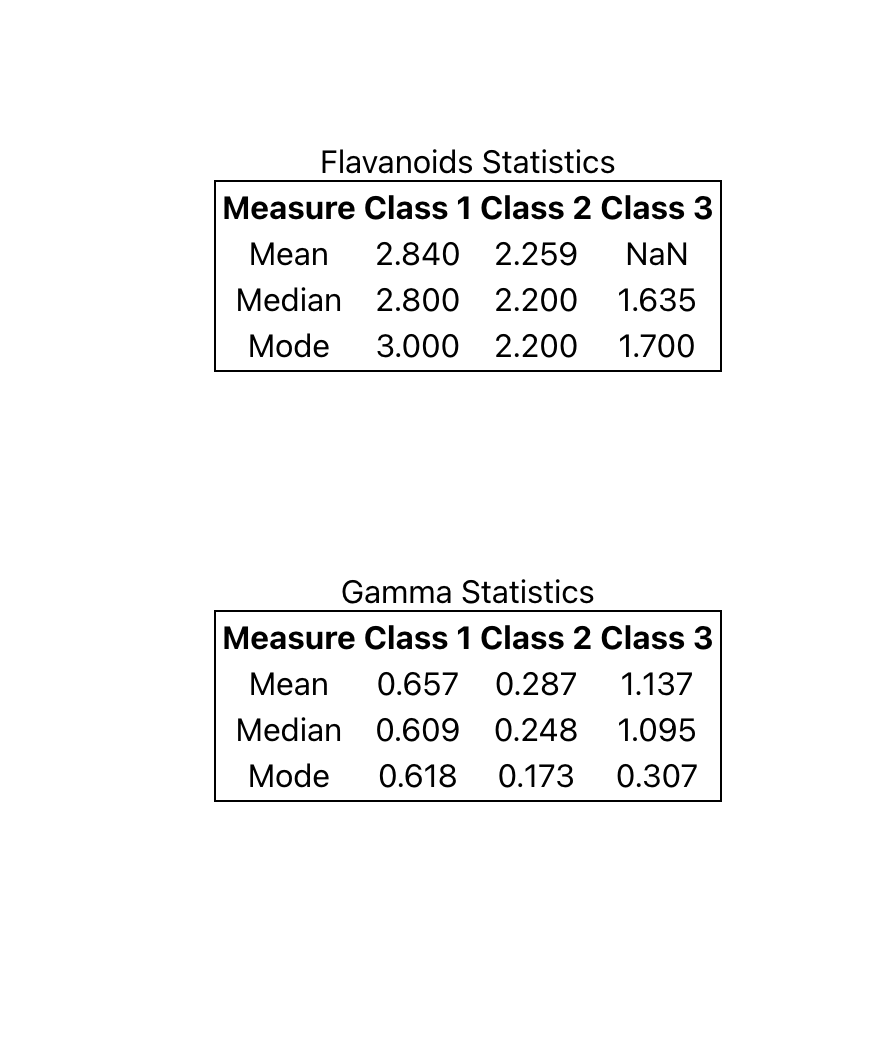 Flavanoids Statistics
Measure Class 1 Class 2 Class 3
Mean 2.840 2.259 NaN
Median 2.800 2.200 1.635
Mode 3.000 2.200 1.700
Gamma Statistics
Measure Class 1 Class 2 Class 3
Mean 0.657 0.287 1.137
Median 0.609 0.248 1.095
Mode 0.618 0.173 0.307